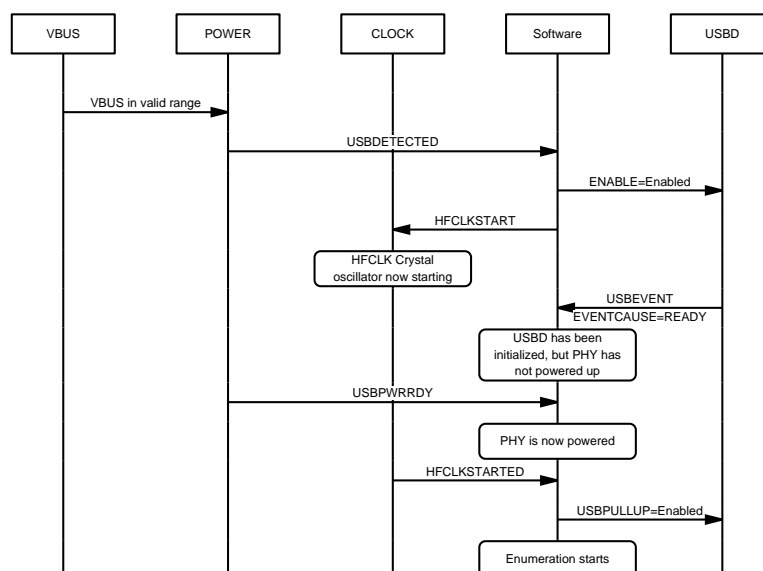 VBUS
POWER
CLOCK
Software
USBD
VBUS in valid range
USBDETECTED
ENABLE=Enabled
HFCLKSTART
HFCLK Crystal
oscillator now starting
USBEVENT
EVENTCAUSE=READY
USBD has been
initialized, but PHY has
not powered up
USBPWRRDY
PHY is now powered
HFCLKSTARTED
USBPULLUP=Enabled
Enumeration starts